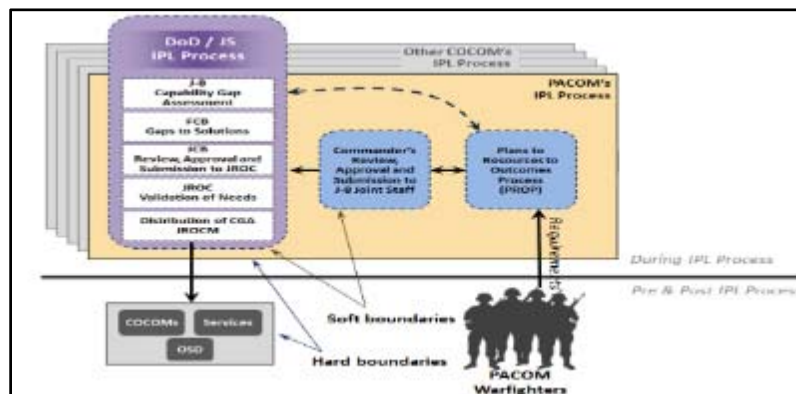 DoD / JS
IPL Process
J-8
Capability Gap
Assessment
FCB
Gaps to Solutions
JCB
Review, Approval and
Submission to JROC
JROC
Validation of Needs
Distribution of CGA
JROCM
Other COCOM's
IPL Process
PACOM's
IPL Process
Commander's
Review,
Approval and
Submission to
J-8 Joint Staff
Plans to
Resources to
Outcomes
Process
(PROP)
Requirements
During IPL Process
Pre & Post IPL Process
COCOMs
Services
OSD
Soft boundaries
Hard boundaries
PACOM
Warfighters